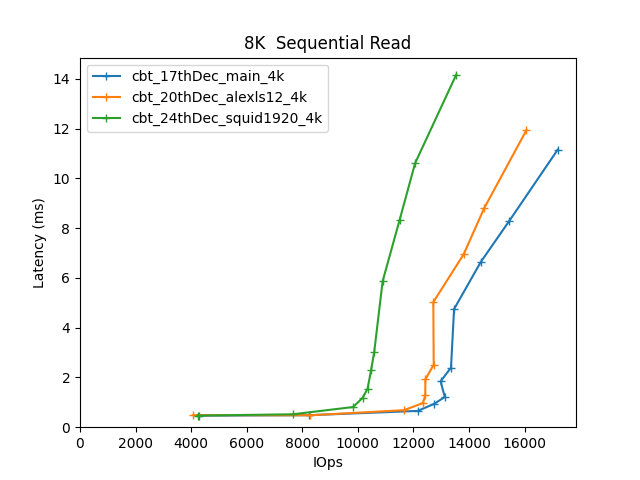 8K  Sequential Read
cbt_17thDec_main_4k
cbt_20thDec_alexls12_4k
cbt_24thDec_squid1920_4k
Latency (ms)
14
12
10
8
6
4
2
0
0 2000 4000 6000 8000 10000 12000 14000 16000
IOps